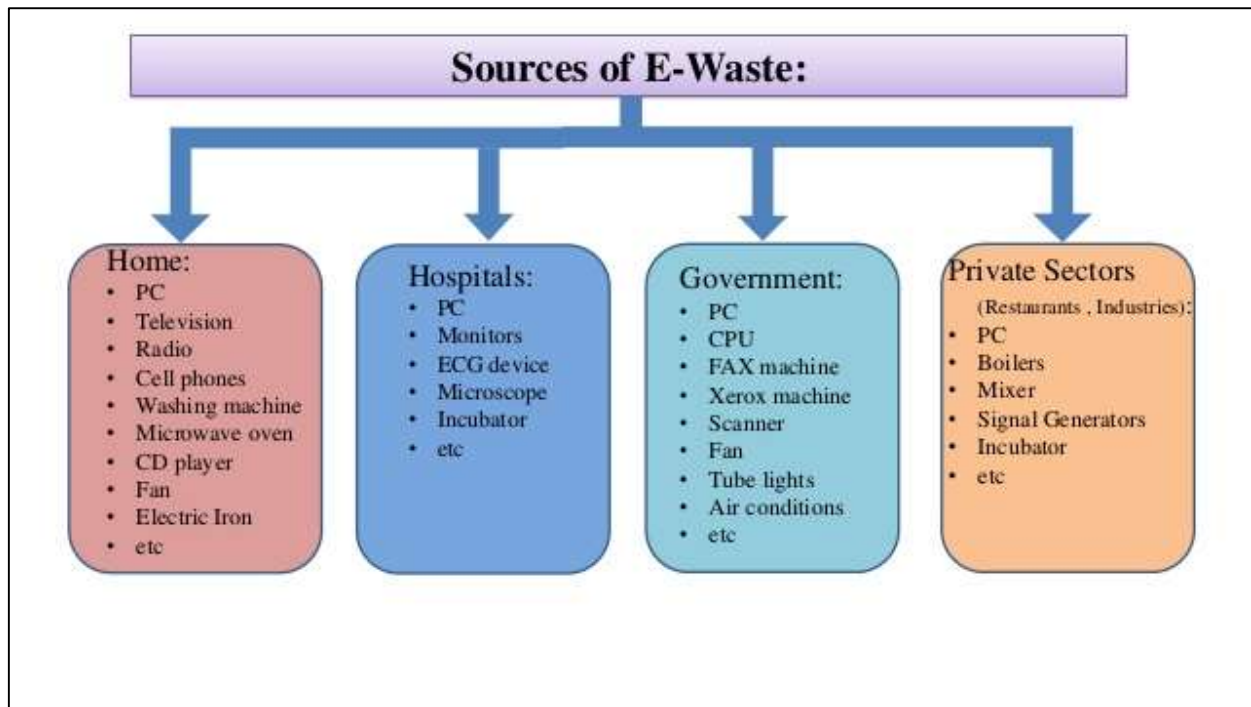 Sources of E-Waste:
Home:
• PC
• Television
• Radio
• Cell phones
• Washing machine
• Microwave oven
• CD player
• Fan
• Electric Iron
• etc
Hospitals:
• PC
• Monitors
• ECG device
• Microscope
• Incubator
• etc
Government:
• PC
• CPU
• FAX machine
• Xerox machine
• Scanner
• Fan
• Tube lights
• Air conditions
• etc
Private Sectors
(Restaurants , Industries):
• PC
• Boilers
• Mixer
• Signal Generators
• Incubator
• etc